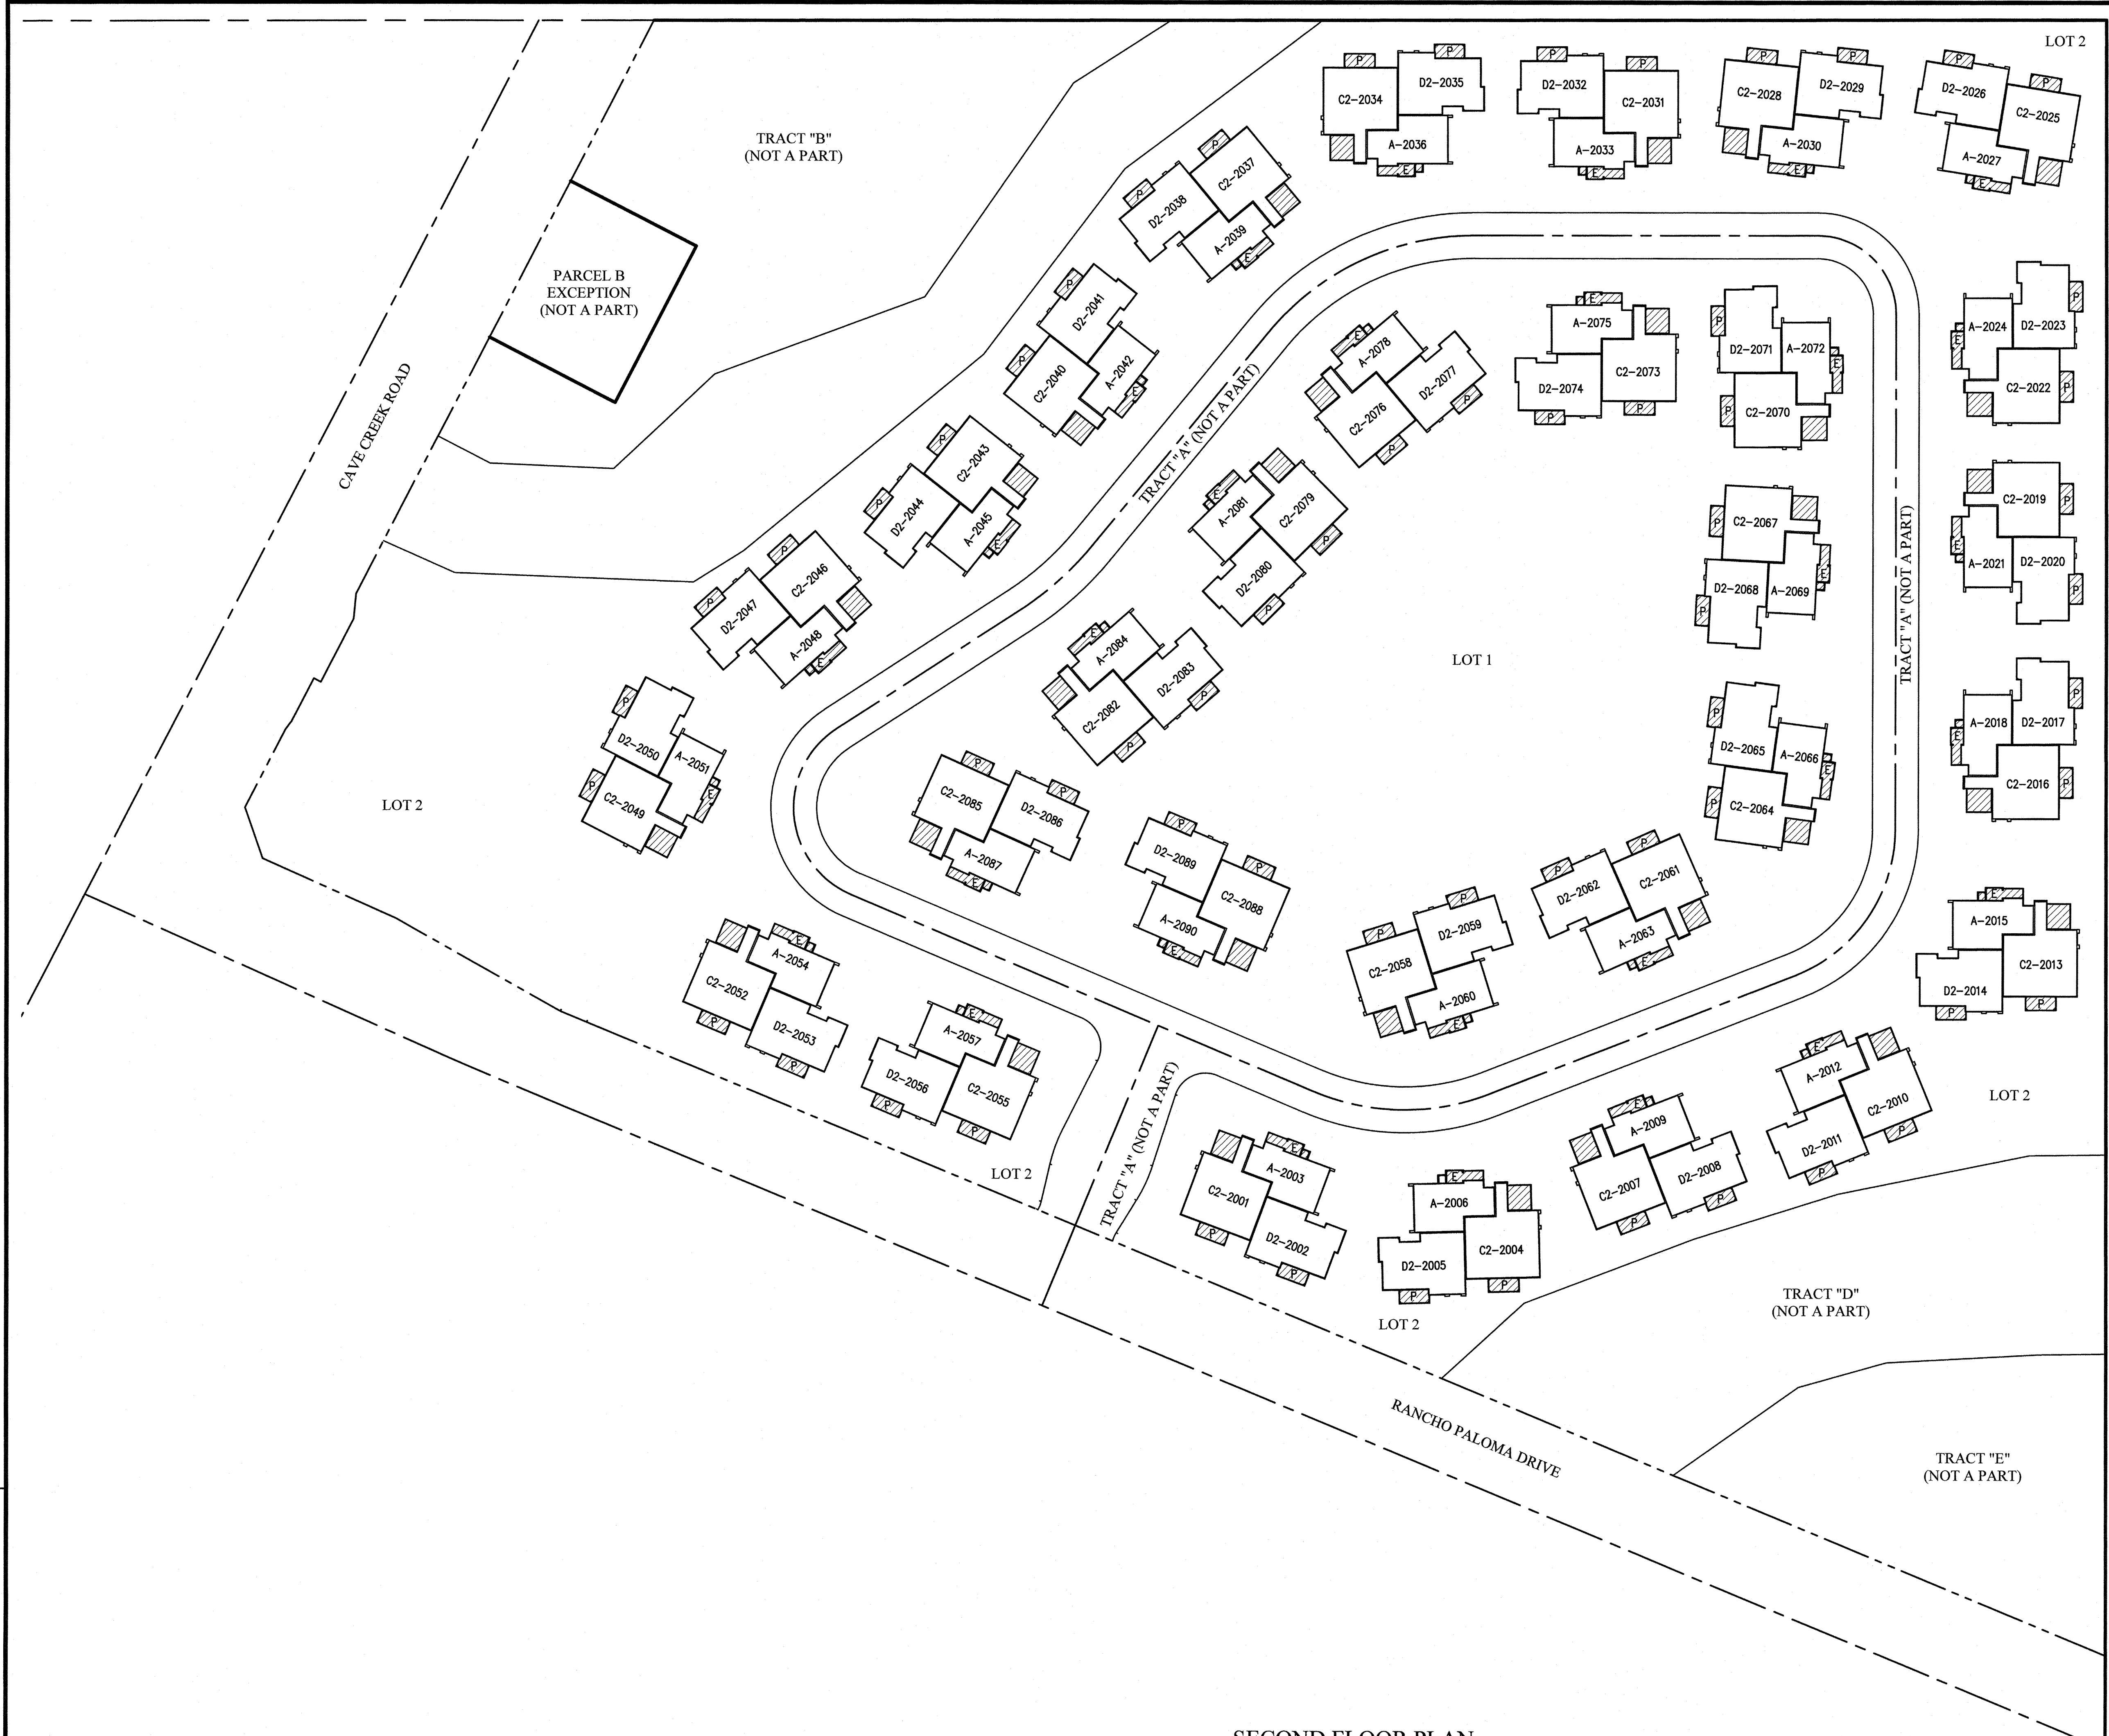 LOT 2
TRACT "B"
(NOT A PART)
PARCEL B
EXCEPTION
(NOT A PART)
CAVE CREEK ROAD
P
C2-2034
P
D2-2035
A-2036
E
P
D2-2032
P
C2-2031
A-2033
E
P
C2-2028
P
D2-2029
A-2030
E
P
D2-2026
P
C2-2025
A-2027
E
P
C2-2037
P
D2-2038
A-2039
E
P
D2-2041
P
C2-2040
A-2042
E
P
C2-2043
P
D2-2044
A-2045
E
P
C2-2046
P
D2-2047
A-2048
E
P
D2-2050
A-2051
E
P
C2-2049
LOT 2
TRACT "A" (NOT A PART)
E
A-2078
D2-2077
P
C2-2076
P
E
A-2075
C2-2073
P
D2-2074
P
P
D2-2071
A-2072
E
P
C2-2070
A-2024
D2-2023
P
E
C2-2022
P
E
A-2081
C2-2079
P
D2-2080
P
P
C2-2067
P
D2-2068
A-2069
E
C2-2019
P
E
A-2021
D2-2020
P
TRACT "A" (NOT A PART)
LOT 1
E
A-2084
D2-2083
P
C2-2082
P
P
D2-2065
A-2066
E
P
C2-2064
A-2018
D2-2017
P
E
C2-2016
P
P
C2-2085
P
D2-2086
A-2087
E
P
D2-2089
P
C2-2088
A-2090
E
P
C2-2058
P
D2-2059
A-2060
E
P
D2-2062
P
C2-2061
A-2063
E
E
A-2015
C2-2013
P
D2-2014
P
E
A-2054
C2-2052
P
D2-2053
P
E
A-2057
D2-2056
P
C2-2055
P
LOT 2
TRACT "A" (NOT A PART)
E
A-2003
C2-2001
P
D2-2002
P
E
A-2006
C2-2004
P
D2-2005
P
LOT 2
E
A-2009
C2-2007
P
D2-2008
P
E
A-2012
C2-2010
P
D2-2011
P
LOT 2
TRACT "D"
(NOT A PART)
RANCHO PALOMA DRIVE
TRACT "E"
(NOT A PART)
SECOND FLOOR PLAN